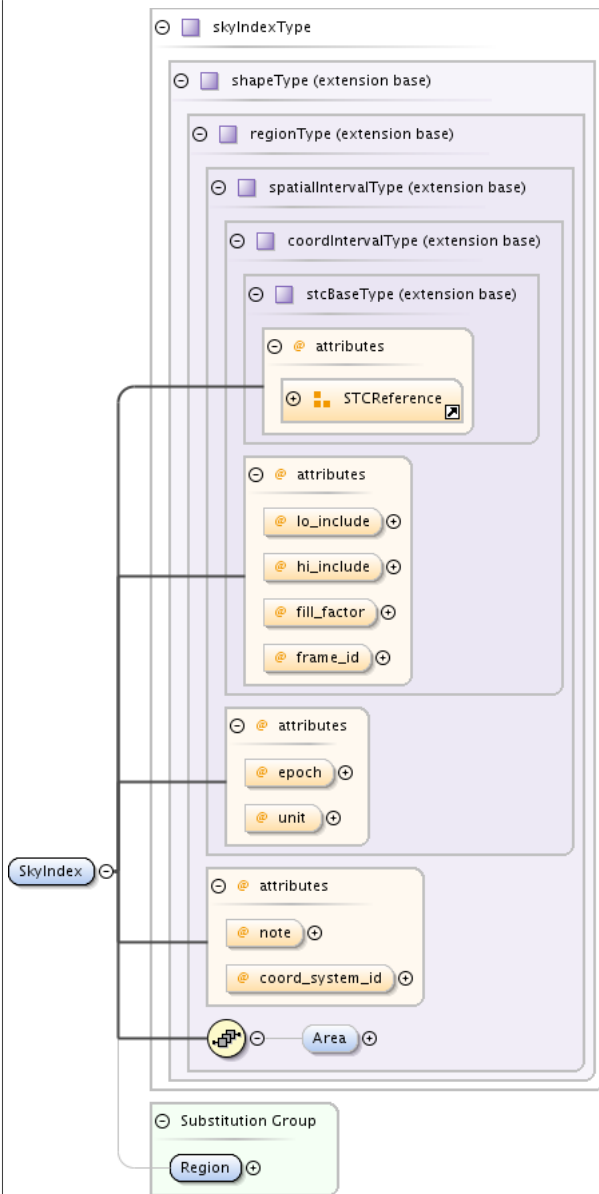 skyIndexType
shapeType (extension base)
regionType (extension base)
spatialIntervalType (extension base)
coordIntervalType (extension base)
stcBaseType (extension base)
@ attributes
STCReference
@ attributes
@ lo_include
@ hi_include
@ fill_factor
@ frame_id
@ attributes
@ epoch
@ unit
SkyIndex
@ attributes
@ note
@ coord_system_id
Area
Substitution Group
Region